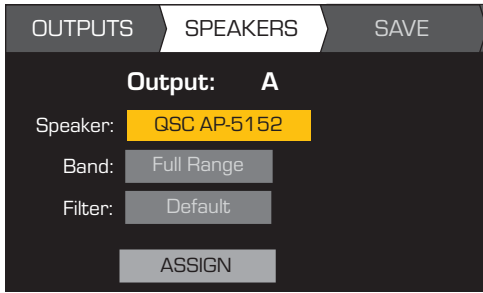 OUTPUTS SPEAKERS SAVE
Output: A
Speaker: QSC AP-5152
Band: Full Range
Filter: Default
ASSIGN